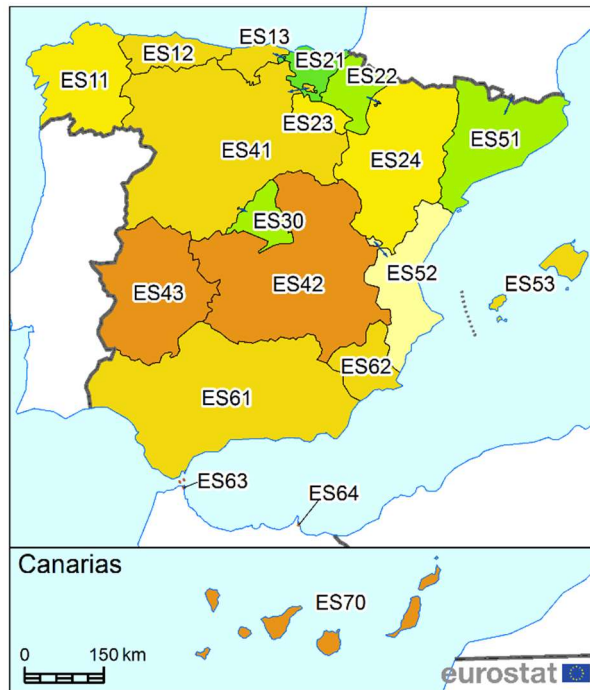 ES13
ES12
ES21
ES11
ES22
ES23
ES41
ES51
ES24
ES30
ES52
ES53
ES43
ES42
ES62
ES61
ES63
ES64
Canarias
ES70
0 150 km
eurostat